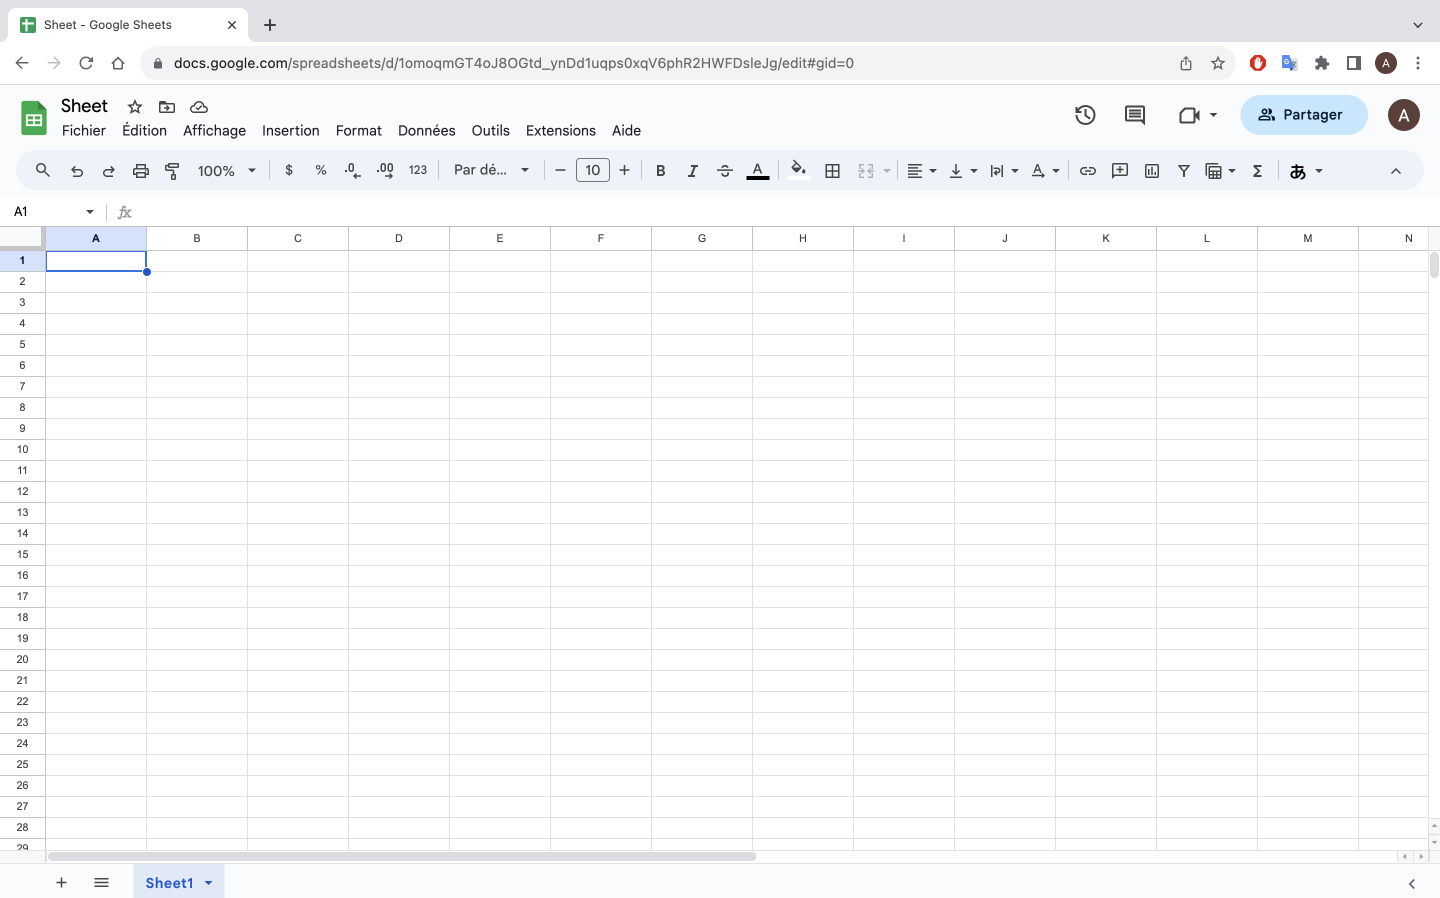 Sheet - Google Sheets
docs.google.com/spreadsheets/d/1omoqmGT4oJ8OGtd_ynDd1uqps0xqV6phR2HWFDsleJg/edit#gid=0
A
Sheet
Fichier Édition Affichage Insertion Format Données Outils Extensions Aide
Partager
A
100% $ % .0 .00 123 Par dé... 10 B I A A あ
A1 fx
A B C D E F G H I J K L M N
1
2
3
4
5
6
7
8
9
10
11
12
13
14
15
16
17
18
19
20
21
22
23
24
25
26
27
28
29
Sheet1